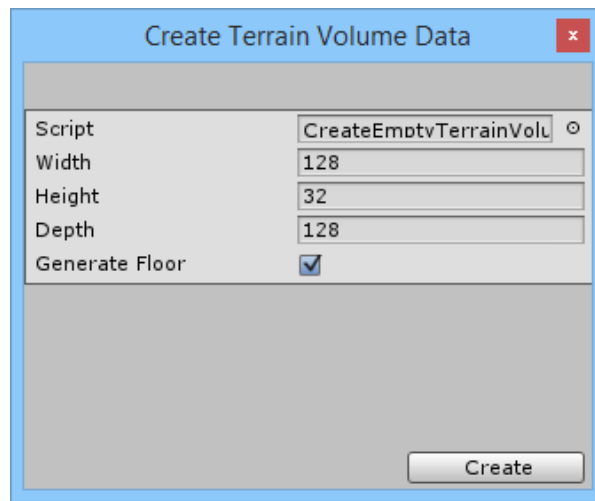 Create Terrain Volume Data
x
Script CreateEmptyTerrainVolu
Width 128
Height 32
Depth 128
Generate Floor
Create